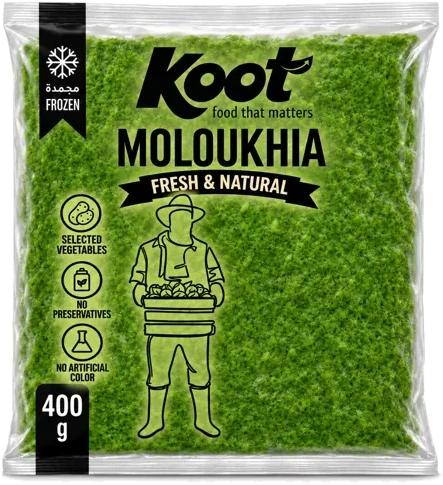 مجمدة
FROZEN
Koot
food that matters
MOLOUKHIA
FRESH & NATURAL
SELECTED
VEGETABLES
NO
PRESERVATIVES
NO ARTIFICIAL
COLOR
400
g